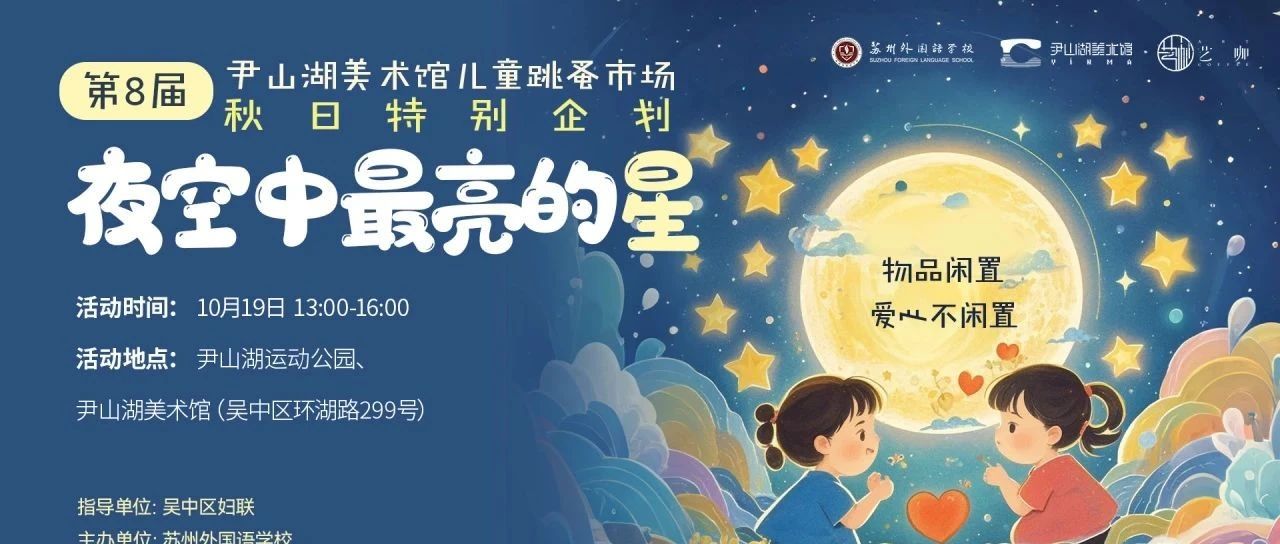 第8届
尹山湖美术馆儿童跳蚤市场
秋日特别企划
夜空中最亮的星
活动时间： 10月19日 13:00-16:00
活动地点： 尹山湖运动公园、
尹山湖美术馆（吴中区环湖路299号）
指导单位: 吴中区妇联
主办单位: 苏州外国语学校
苏州外国語学校
SUZHOU FOREIGN LANGUAGE SCHOOL
尹山湖美术馆
YINMA
艺咖
COFFEE
物品闲置
爱心不闲置